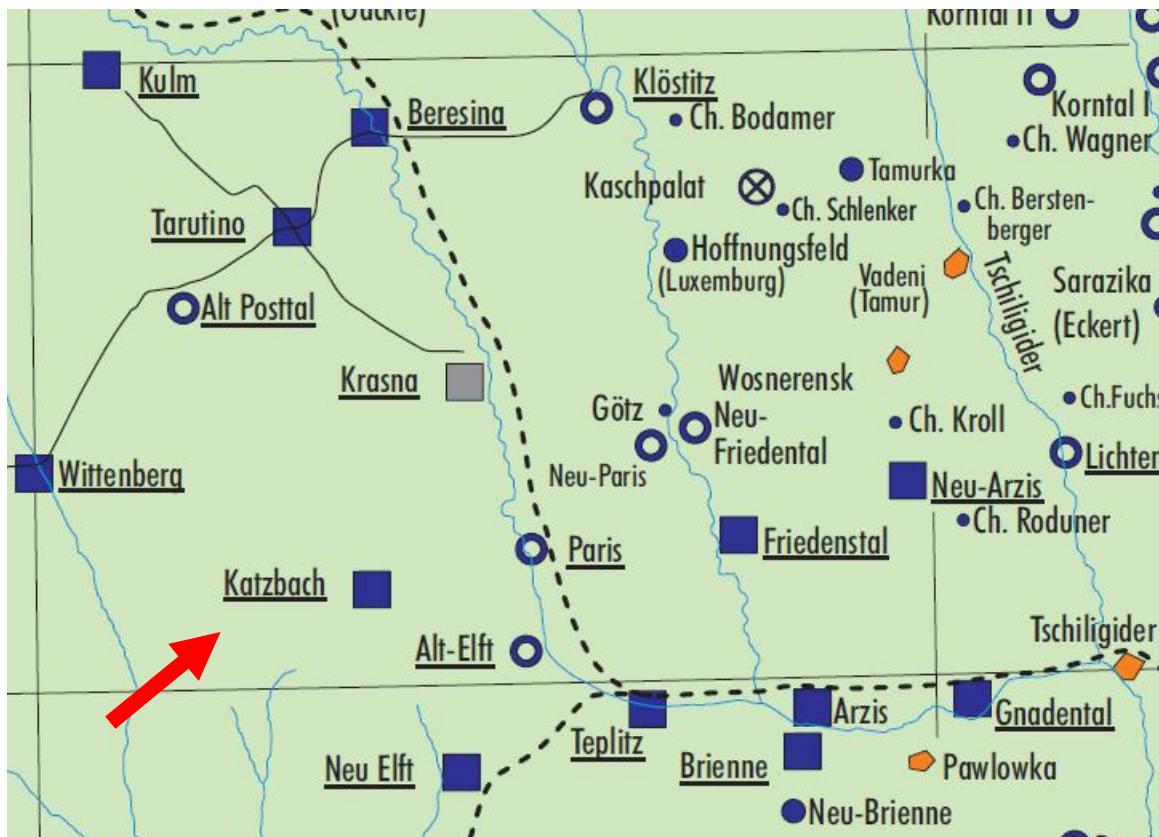 (Gückle)
Korntal II
Kulm
Beresina
Klöstitz
Ch. Bodamer
Korntal I
Ch. Wagner
Kaschpalat
Tamurka
Ch. Schlenker
Ch. Bersten-
berger
Tarutino
Hoffnungsfeld
(Luxemburg)
Vadeni
(Tamur)
Tschiligider
Sarazika
(Eckert)
Alt Posttal
Krasna
Wosnerensk
Neu-
Friedental
Götz
Ch. Kroll
Ch.Fuchs
Neu-Paris
Lichten
Wittenberg
Neu-Arzis
Ch. Roduner
Paris
Friedenstal
Katzbach
Alt-Elft
Tschiligider
Teplitz
Arzis
Gnadental
Neu Elft
Brienne
Pawlowka
Neu-Brienne